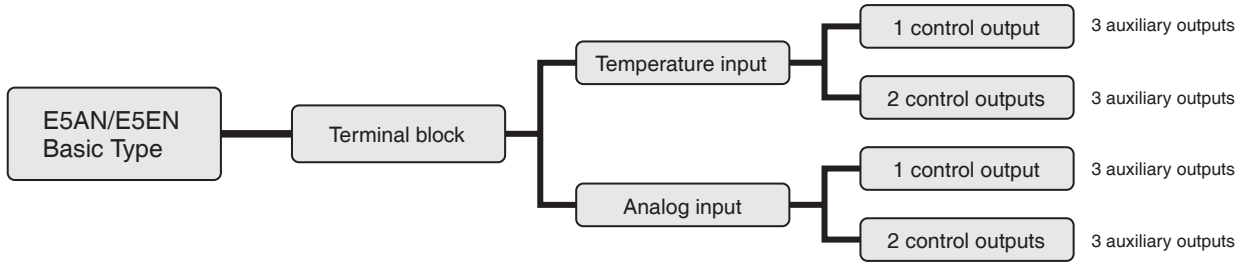 E5AN/E5EN
Basic Type
Terminal block
Temperature input
1 control output
3 auxiliary outputs
2 control outputs
3 auxiliary outputs
Analog input
1 control output
3 auxiliary outputs
2 control outputs
3 auxiliary outputs